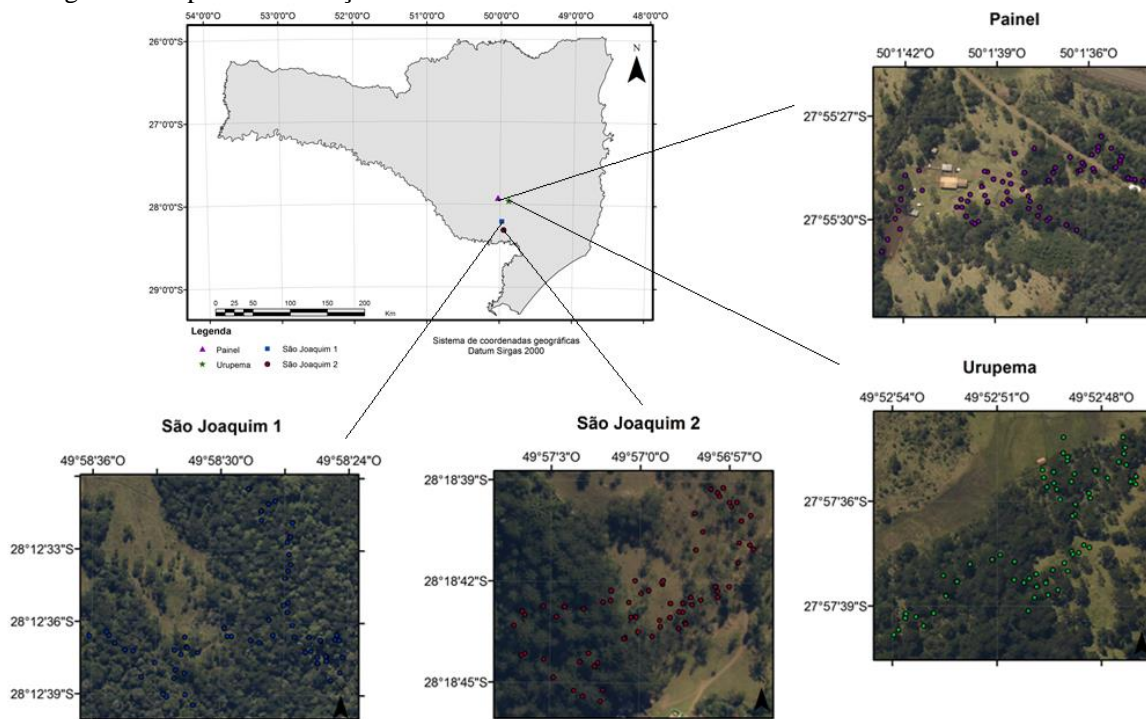 54°0'0"O 53°0'0"O 52°0'0"O 51°0'0"O 50°0'0"O 49°0'0"O 48°0'0"O
26°0'0"S
27°0'0"S
28°0'0"S
29°0'0"S
N
0 25 50 100 150 200
Km
Legenda
Painel São Joaquim 1
Urupema São Joaquim 2
Sistema de coordenadas geográficas
Datum Sirgas 2000
Painel
50°1'42"O 50°1'39"O 50°1'36"O
27°55'27"S
27°55'30"S
Urupema
49°52'54"O 49°52'51"O 49°52'48"O
27°57'36"S
27°57'39"S
São Joaquim 1
49°58'36"O 49°58'30"O 49°58'24"O
28°12'33"S
28°12'36"S
28°12'39"S
São Joaquim 2
49°57'3"O 49°57'0"O 49°56'57"O
28°18'39"S
28°18'42"S
28°18'45"S